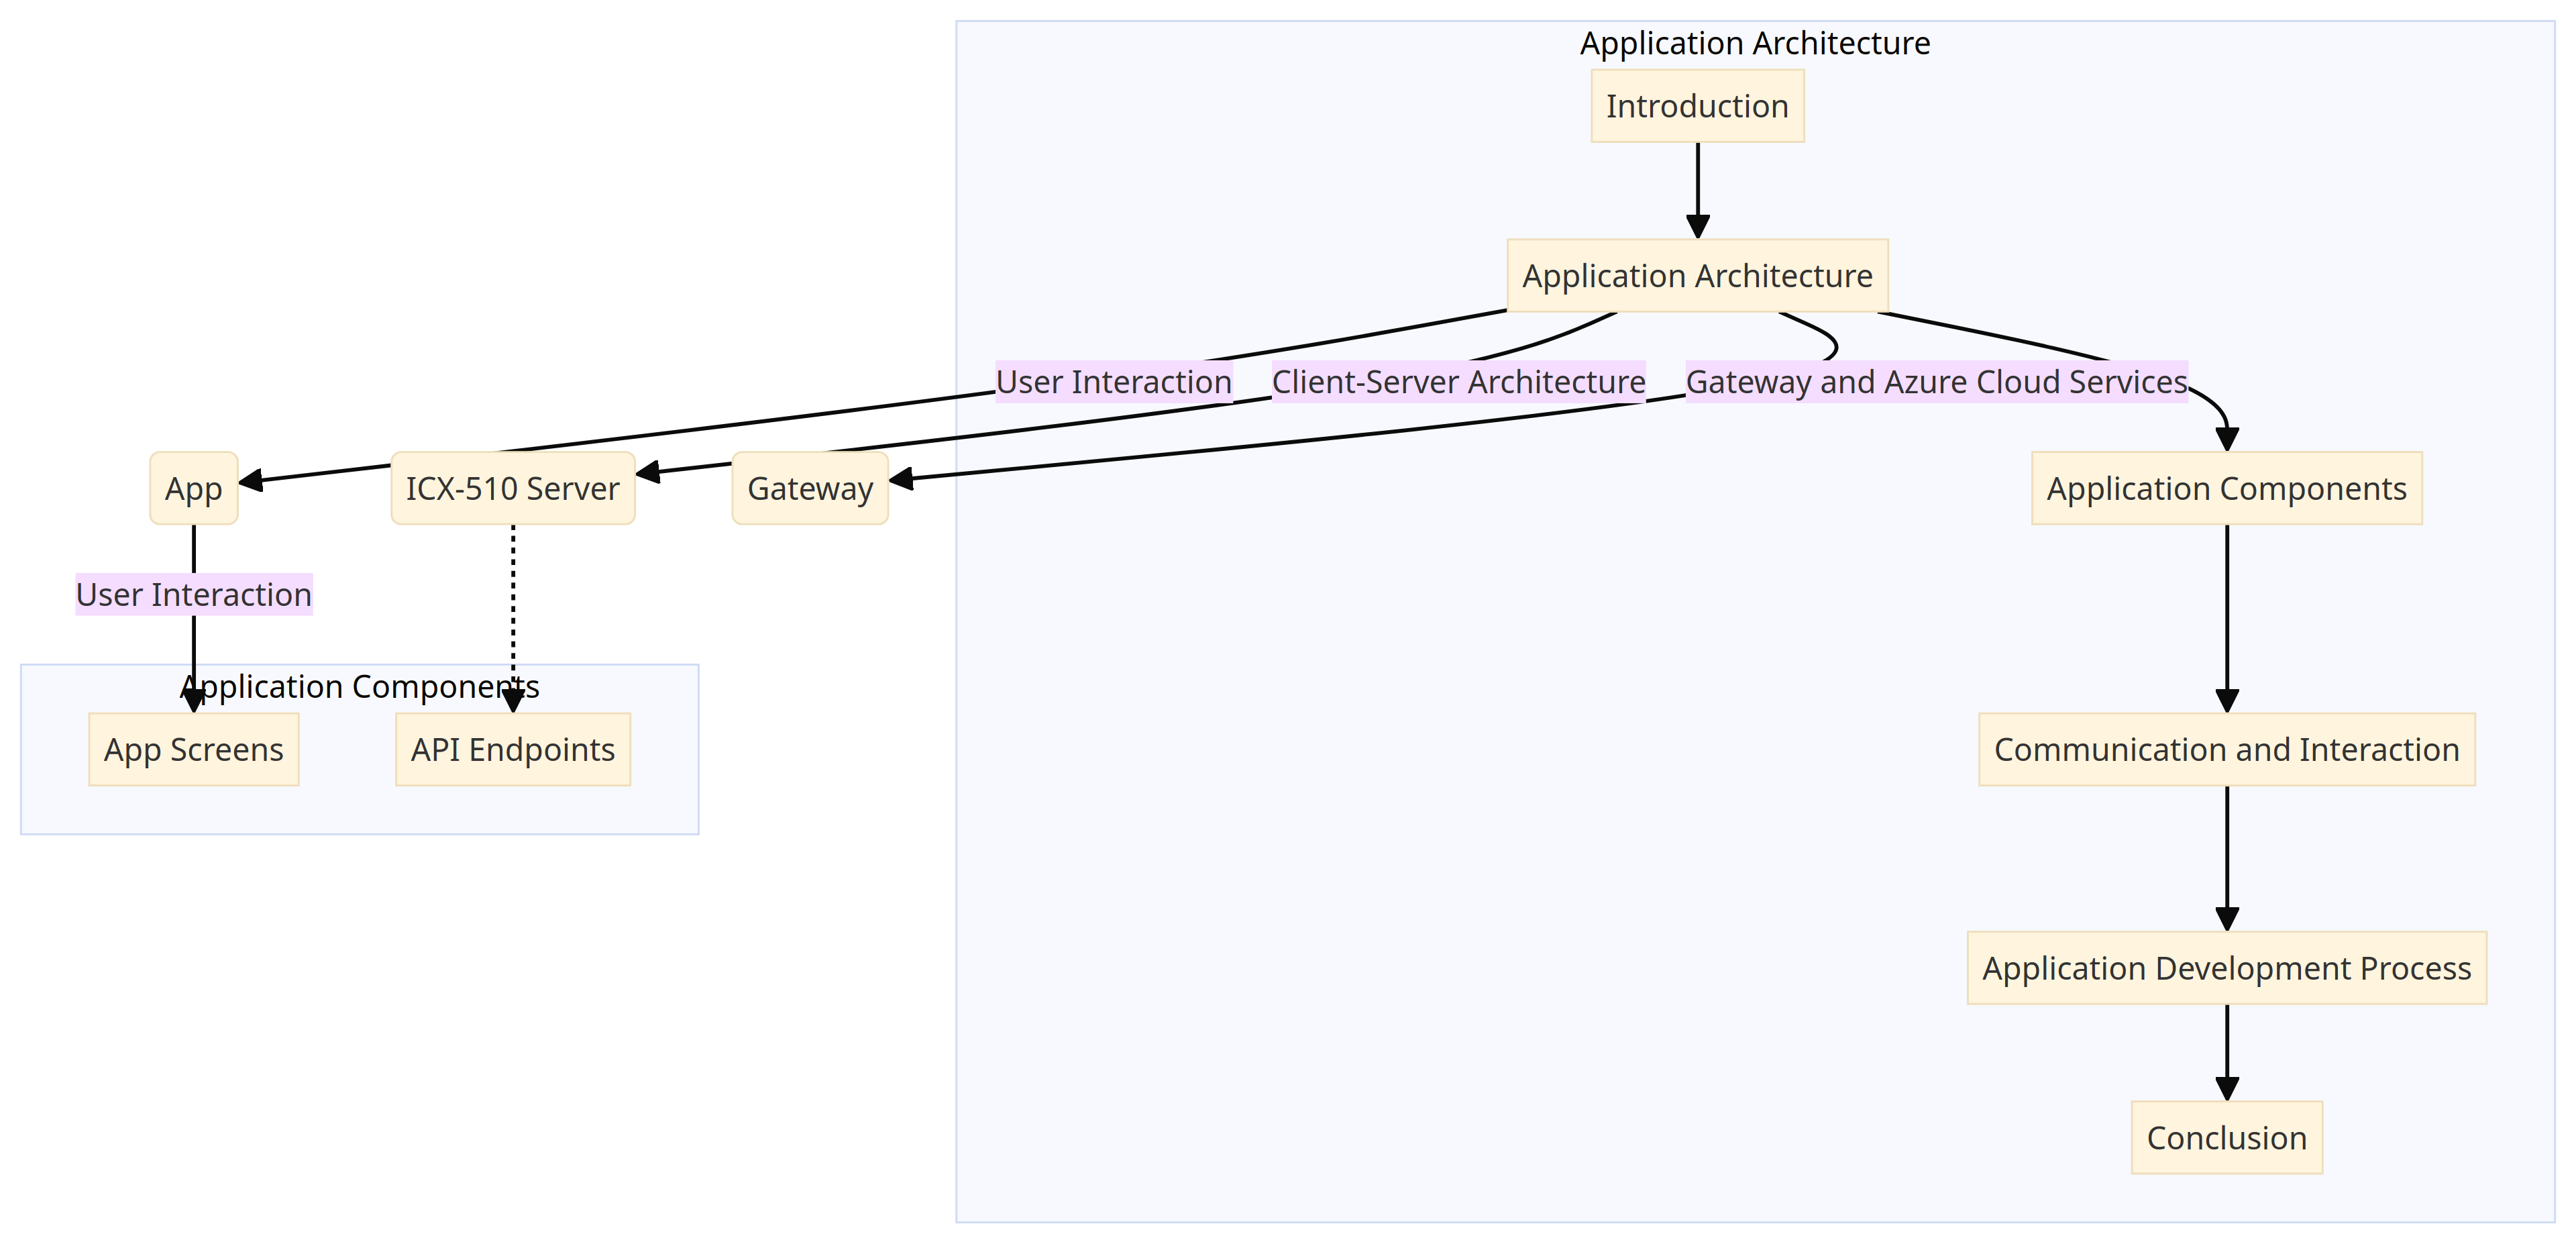 Application Architecture
Introduction
Application Architecture
User Interaction
Client-Server Architecture
Gateway and Azure Cloud Services
App
ICX-510 Server
Gateway
Application Components
User Interaction
Application Components
App Screens
API Endpoints
Communication and Interaction
Application Development Process
Conclusion